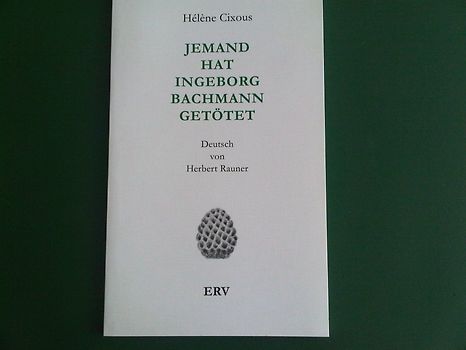 Hélène Cixous
JEMAND
HAT
INGEBORG
BACHMANN
GETÖTET
Deutsch
von
Herbert Rauner
ERV